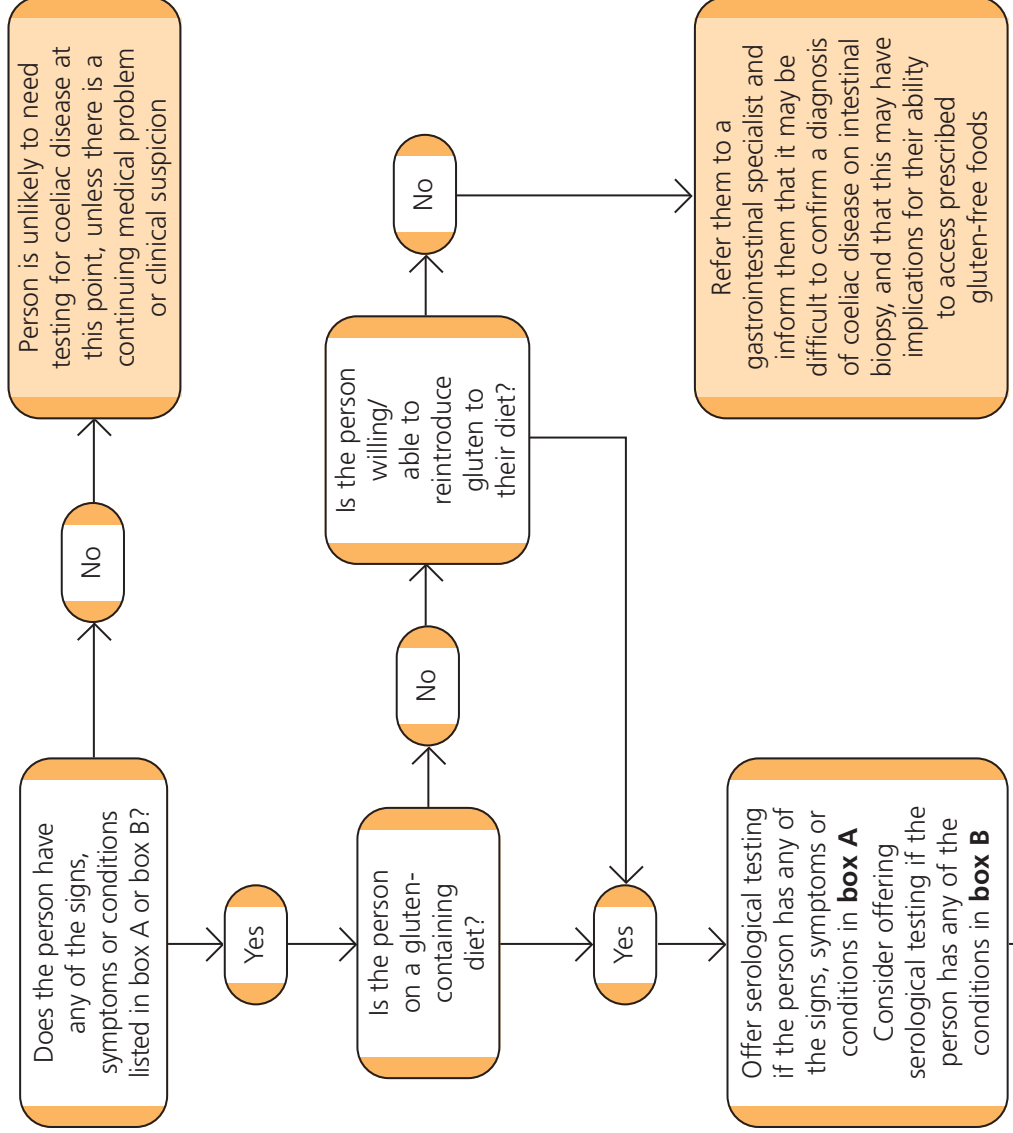 Does the person have
any of the signs,
symptoms or conditions
listed in box A or box B?
No
Person is unlikely to need
testing for coeliac disease at
this point, unless there is a
continuing medical problem
or clinical suspicion
Yes
Is the person
on a gluten-
containing
diet?
No
Is the person
willing/
able to
reintroduce
gluten to
their diet?
No
Refer them to a
gastrointestinal specialist and
inform them that it may be
difficult to confirm a diagnosis
of coeliac disease on intestinal
biopsy, and that this may have
implications for their ability
to access prescribed
gluten-free foods
Yes
Offer serological testing
if the person has any of
the signs, symptoms or
conditions in box A
Consider offering
serological testing if the
person has any of the
conditions in box B